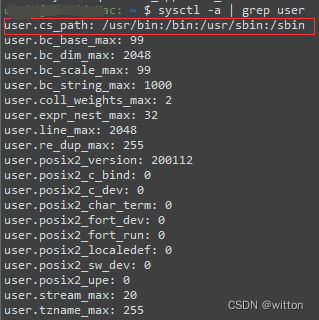 ac: ~ $ sysctl -a | grep user
user.cs_path: /usr/bin:/bin:/usr/sbin:/sbin
user.bc_base_max: 99
user.bc_dim_max: 2048
user.bc_scale_max: 99
user.bc_string_max: 1000
user.coll_weights_max: 2
user.expr_nest_max: 32
user.line_max: 2048
user.re_dup_max: 255
user.posix2_version: 200112
user.posix2_c_bind: 0
user.posix2_c_dev: 0
user.posix2_char_term: 0
user.posix2_fort_dev: 0
user.posix2_fort_run: 0
user.posix2_localedef: 0
user.posix2_sw_dev: 0
user.posix2_upe: 0
user.stream_max: 20
user.tzname_max: 255
CSDN @witton